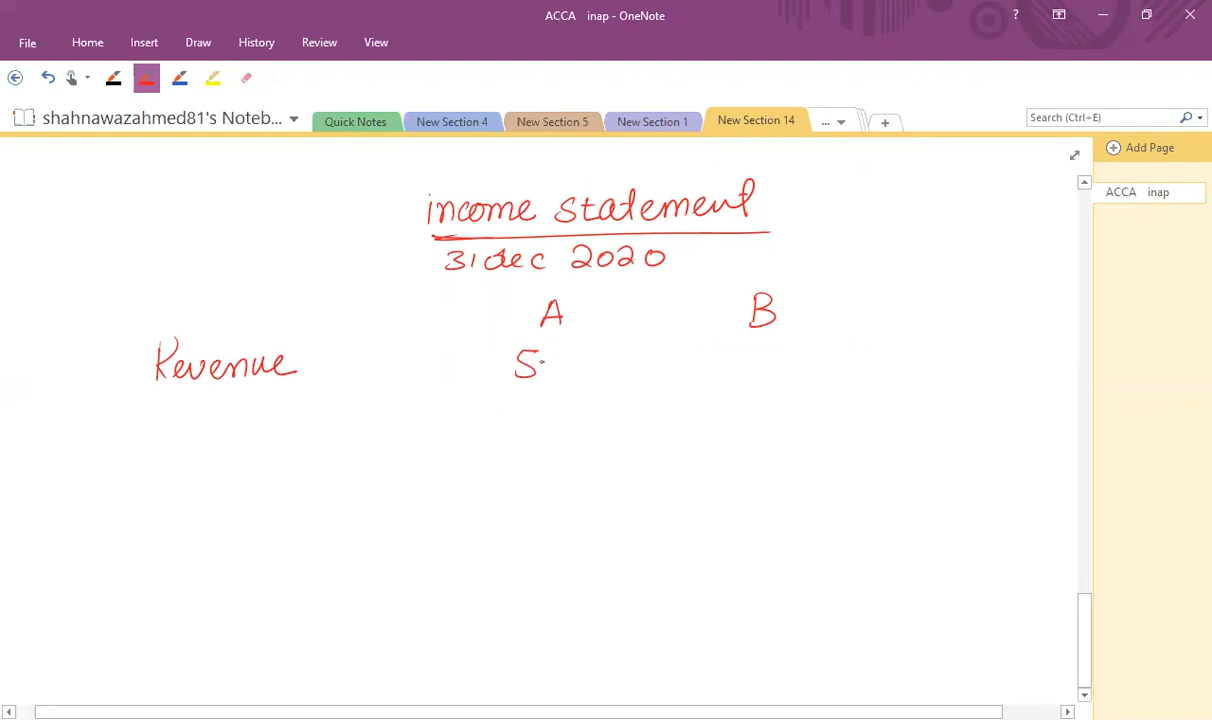 ACCA inap - OneNote
?
File Home Insert Draw History Review View
shahnawazahmed81's Noteb... Quick Notes New Section 4 New Section 5 New Section 1 New Section 14 ... + Search (Ctrl+E)
Add Page
ACCA inap
income statement
31 dec 2020
A B
Revenue 5